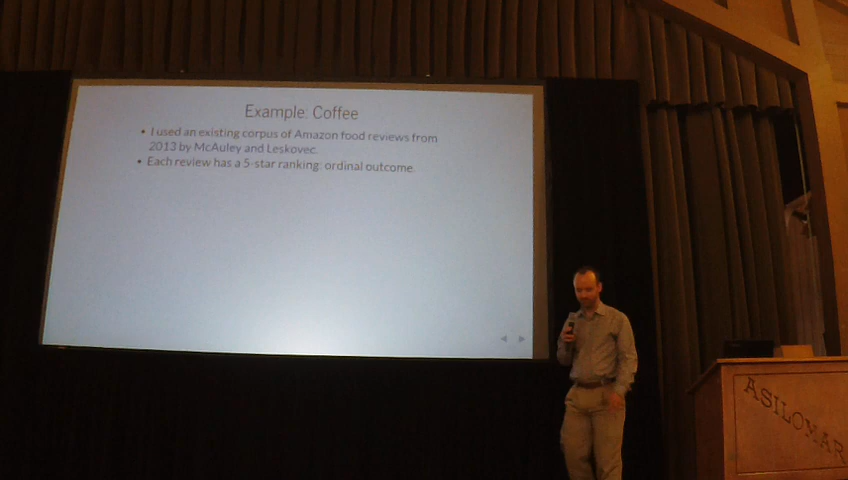 Example: Coffee
• I used an existing corpus of Amazon food reviews from
2013 by McAuley and Leskovec.
• Each review has a 5-star ranking: ordinal outcome.
ASILOMAR